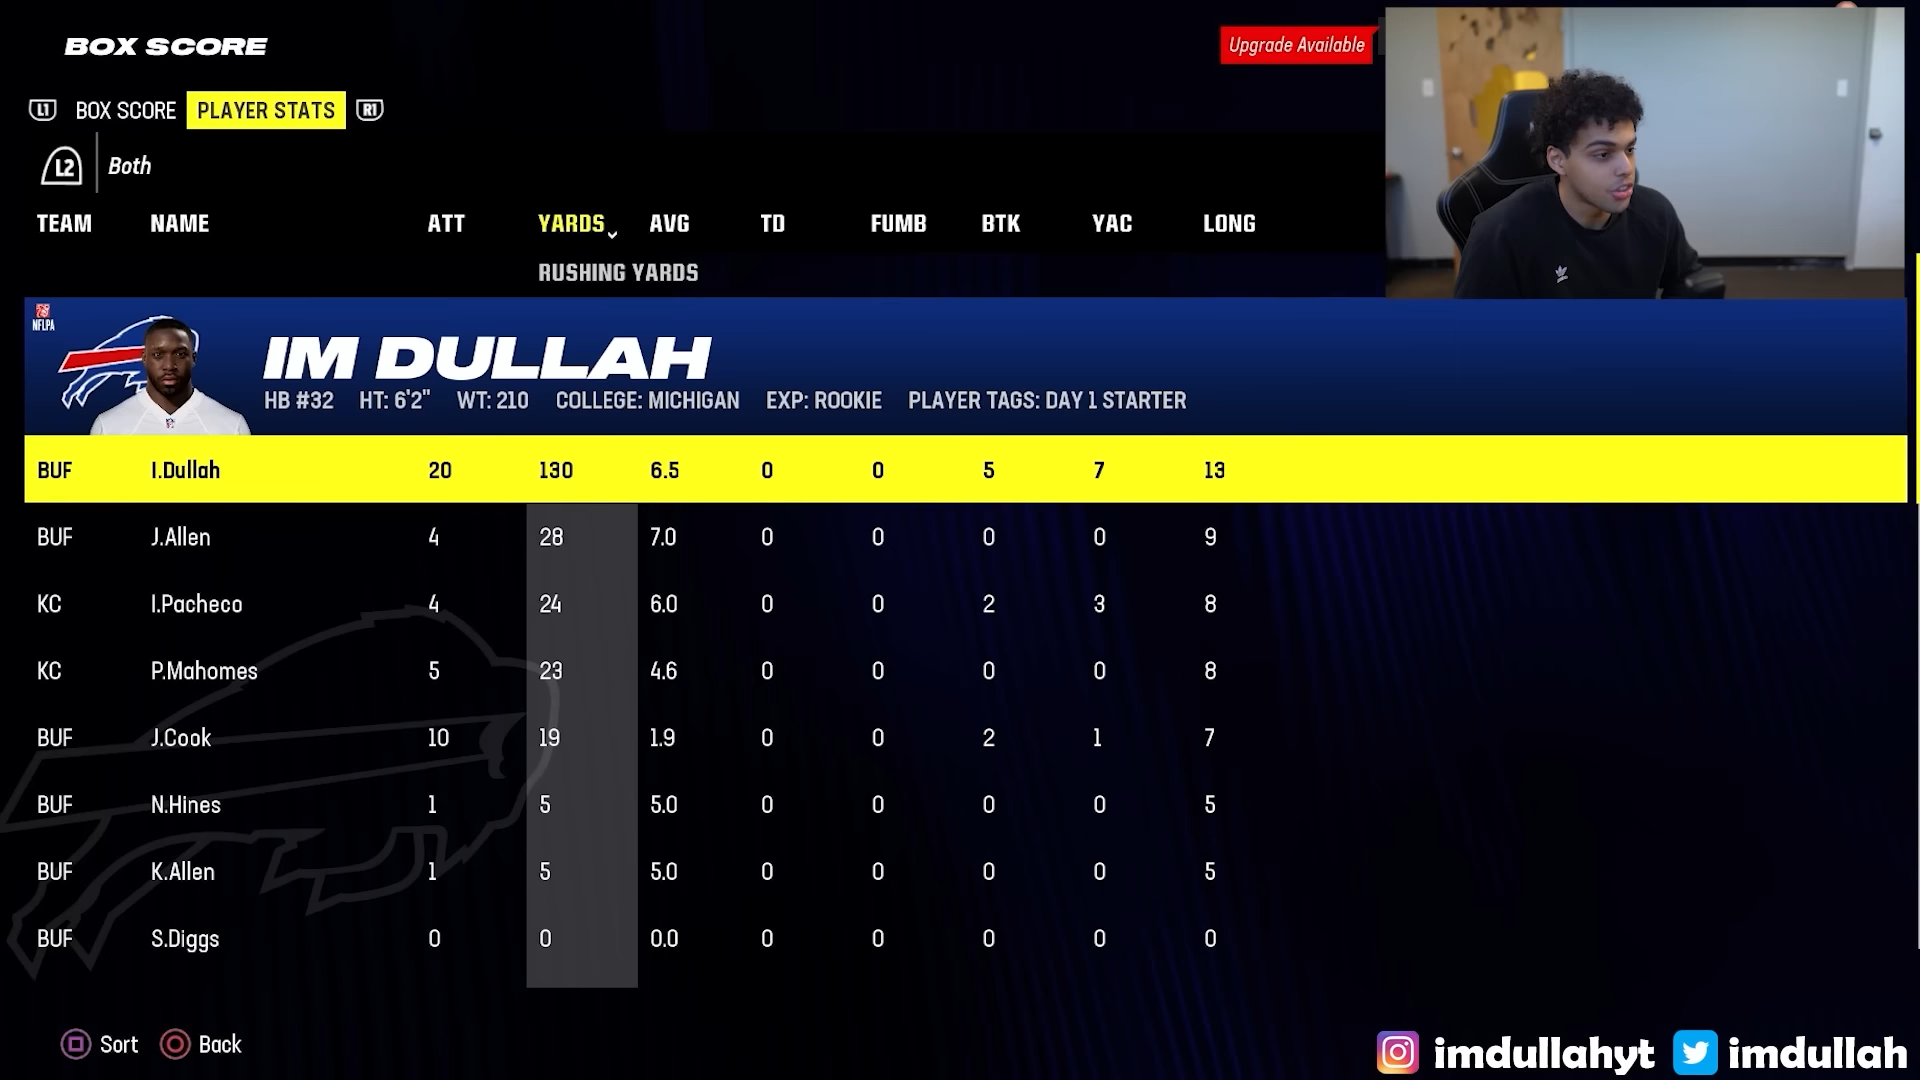 BOX SCORE
Upgrade Available
L1 BOX SCORE PLAYER STATS R1
L2 Both
TEAM NAME ATT YARDS AVG TD FUMB BTK YAC LONG
RUSHING YARDS
NFLPA
IM DULLAH
HB #32 HT: 6'2" WT: 210 COLLEGE: MICHIGAN EXP: ROOKIE PLAYER TAGS: DAY 1 STARTER
BUF I.Dullah 20 130 6.5 0 0 5 7 13
BUF J.Allen 4 28 7.0 0 0 0 0 9
KC I.Pacheco 4 24 6.0 0 0 2 3 8
KC P.Mahomes 5 23 4.6 0 0 0 0 8
BUF J.Cook 10 19 1.9 0 0 2 1 7
BUF N.Hines 1 5 5.0 0 0 0 0 5
BUF K.Allen 1 5 5.0 0 0 0 0 5
BUF S.Diggs 0 0 0.0 0 0 0 0 0
Sort Back
imdullahyt imdullah